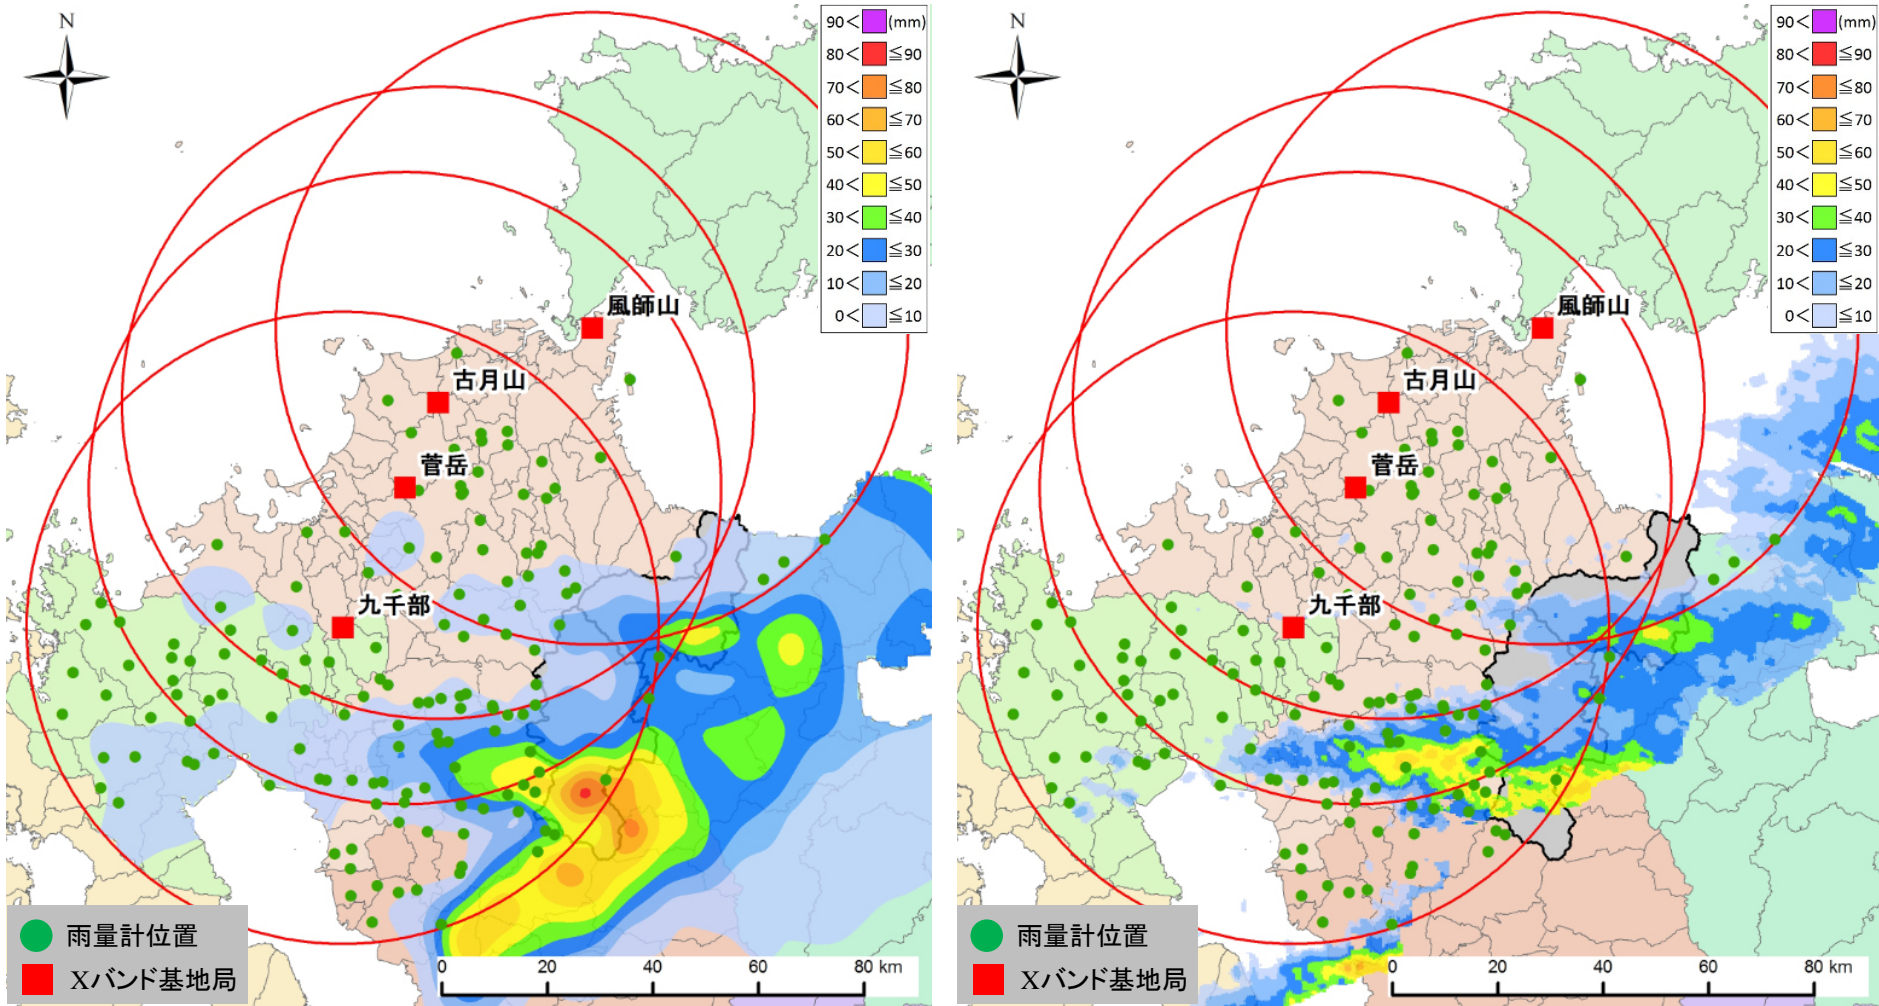 N
90< (mm)
80< ≦90
70< ≦80
60< ≦70
50< ≦60
40< ≦50
30< ≦40
20< ≦30
10< ≦20
0< ≦10
風師山
古月山
菅岳
九千部
雨量計位置
Xバンド基地局
0 20 40 60 80 km
N
90< (mm)
80< ≦90
70< ≦80
60< ≦70
50< ≦60
40< ≦50
30< ≦40
20< ≦30
10< ≦20
0< ≦10
風師山
古月山
菅岳
九千部
雨量計位置
Xバンド基地局
0 20 40 60 80 km